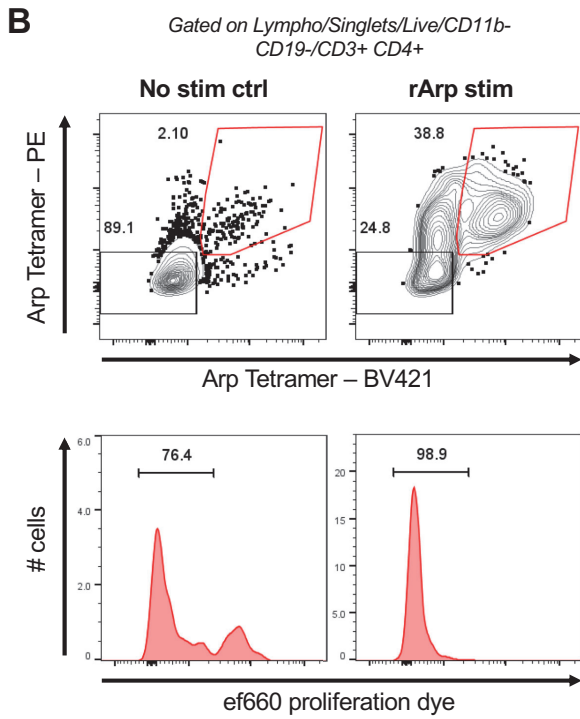 B
Gated on Lympho/Singlets/Live/CD11b-
CD19-/CD3+ CD4+
No stim ctrl
rArp stim
2.10
38.8
89.1
24.8
Arp Tetramer – PE
Arp Tetramer – BV421
6.0
76.4
98.9
20
4.0
15
10
2.0
5.0
0
0
# cells
ef660 proliferation dye